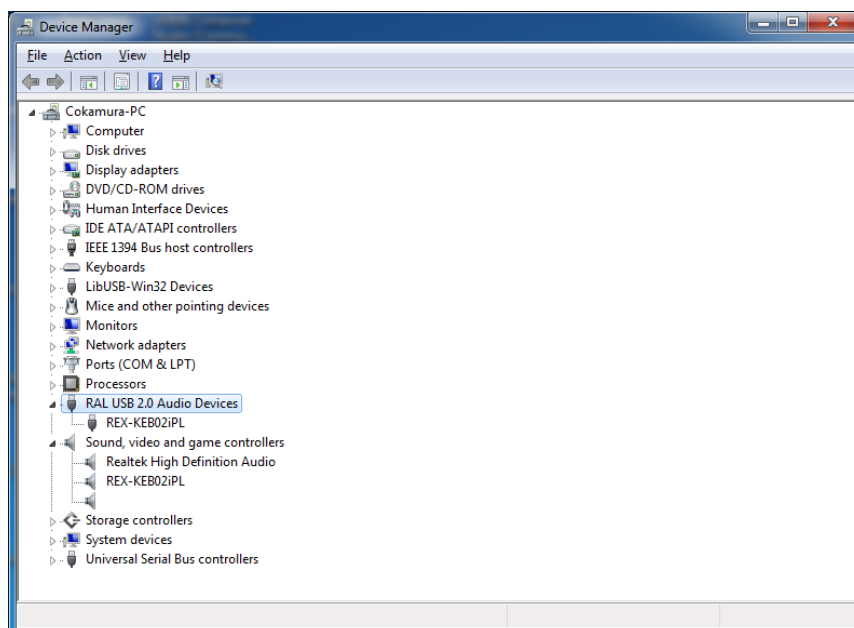 Device Manager
File Action View Help
Cokamura-PC
Computer
Disk drives
Display adapters
DVD/CD-ROM drives
Human Interface Devices
IDE ATA/ATAPI controllers
IEEE 1394 Bus host controllers
Keyboards
LibUSB-Win32 Devices
Mice and other pointing devices
Monitors
Network adapters
Ports (COM & LPT)
Processors
RAL USB 2.0 Audio Devices
REX-KEB02iPL
Sound, video and game controllers
Realtek High Definition Audio
REX-KEB02iPL
Storage controllers
System devices
Universal Serial Bus controllers